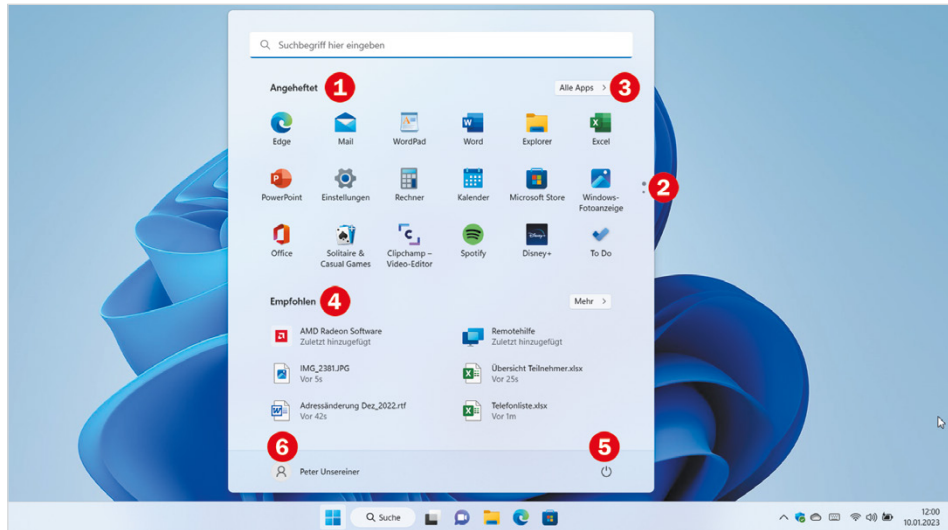 Suchbegriff hier eingeben
Angeheftet 1
Alle Apps > 3
Edge Mail WordPad Word Explorer Excel
PowerPoint Einstellungen Rechner Kalender Microsoft Store Windows-
Fotoanzeige
2
Office Solitaire & Clipchamp – Spotify Disney+ To Do
Casual Games Video-Editor
Empfohlen 4
Mehr >
AMD Radeon Software
Zuletzt hinzugefügt
Remotehilfe
Zuletzt hinzugefügt
IMG_2381.JPG
Vor 5s
Übersicht Teilnehmer.xlsx
Vor 25s
Adressänderung Dez_2022.rtf
Vor 42s
Telefonliste.xlsx
Vor 1m
6
5
Peter Unsereiner
Suche
12:00
10.01.2023